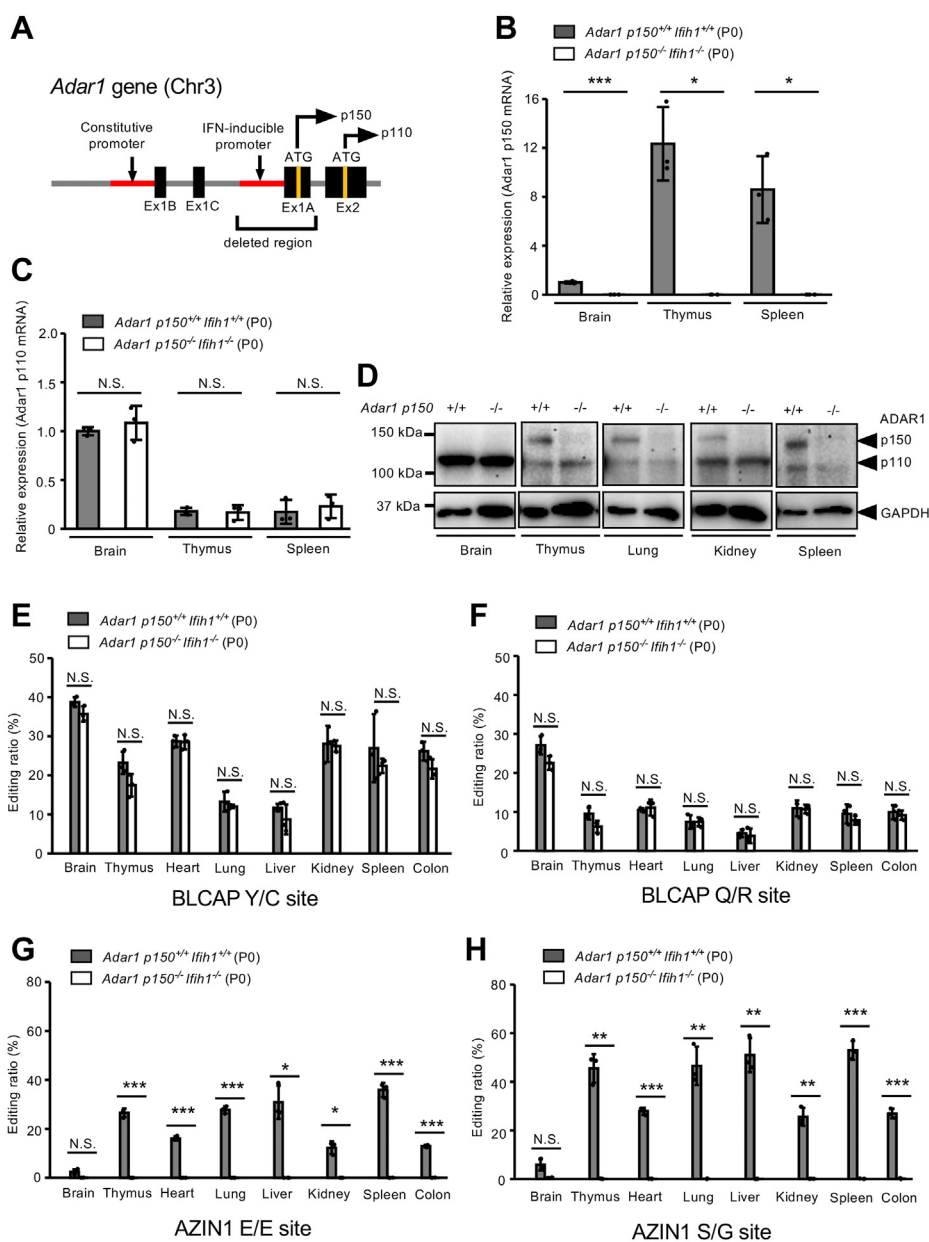 A
Adar1 gene (Chr3)
Constitutive promoter
IFN-inducible promoter
p150
p110
ATG
ATG
Ex1B
Ex1C
Ex1A
Ex2
deleted region
B
Adar1 p150+/+ Ifih1+/+ (P0)
Adar1 p150-/- Ifih1-/- (P0)
Relative expression (Adar1 p150 mRNA)
16
12
8
4
0
***
*
*
Brain
Thymus
Spleen
C
Adar1 p150+/+ Ifih1+/+ (P0)
Adar1 p150-/- Ifih1-/- (P0)
Relative expression (Adar1 p110 mRNA)
2.0
1.5
1.0
0.5
0
N.S.
N.S.
N.S.
Brain
Thymus
Spleen
D
Adar1 p150
+/+ -/- +/+ -/- +/+ -/- +/+ -/- +/+ -/-
ADAR1
150 kDa
100 kDa
37 kDa
p150
p110
GAPDH
Brain
Thymus
Lung
Kidney
Spleen
E
Adar1 p150+/+ Ifih1+/+ (P0)
Adar1 p150-/- Ifih1-/- (P0)
Editing ratio (%)
50
40
30
20
10
0
N.S. N.S. N.S. N.S. N.S. N.S. N.S. N.S.
Brain Thymus Heart Lung Liver Kidney Spleen Colon
BLCAP Y/C site
F
Adar1 p150+/+ Ifih1+/+ (P0)
Adar1 p150-/- Ifih1-/- (P0)
Editing ratio (%)
50
40
30
20
10
0
N.S. N.S. N.S. N.S. N.S. N.S. N.S. N.S.
Brain Thymus Heart Lung Liver Kidney Spleen Colon
BLCAP Q/R site
G
Adar1 p150+/+ Ifih1+/+ (P0)
Adar1 p150-/- Ifih1-/- (P0)
Editing ratio (%)
80
60
40
20
0
N.S. *** *** *** * * *** ***
Brain Thymus Heart Lung Liver Kidney Spleen Colon
AZIN1 E/E site
H
Adar1 p150+/+ Ifih1+/+ (P0)
Adar1 p150-/- Ifih1-/- (P0)
Editing ratio (%)
80
60
40
20
0
N.S. ** *** ** ** ** *** ***
Brain Thymus Heart Lung Liver Kidney Spleen Colon
AZIN1 S/G site